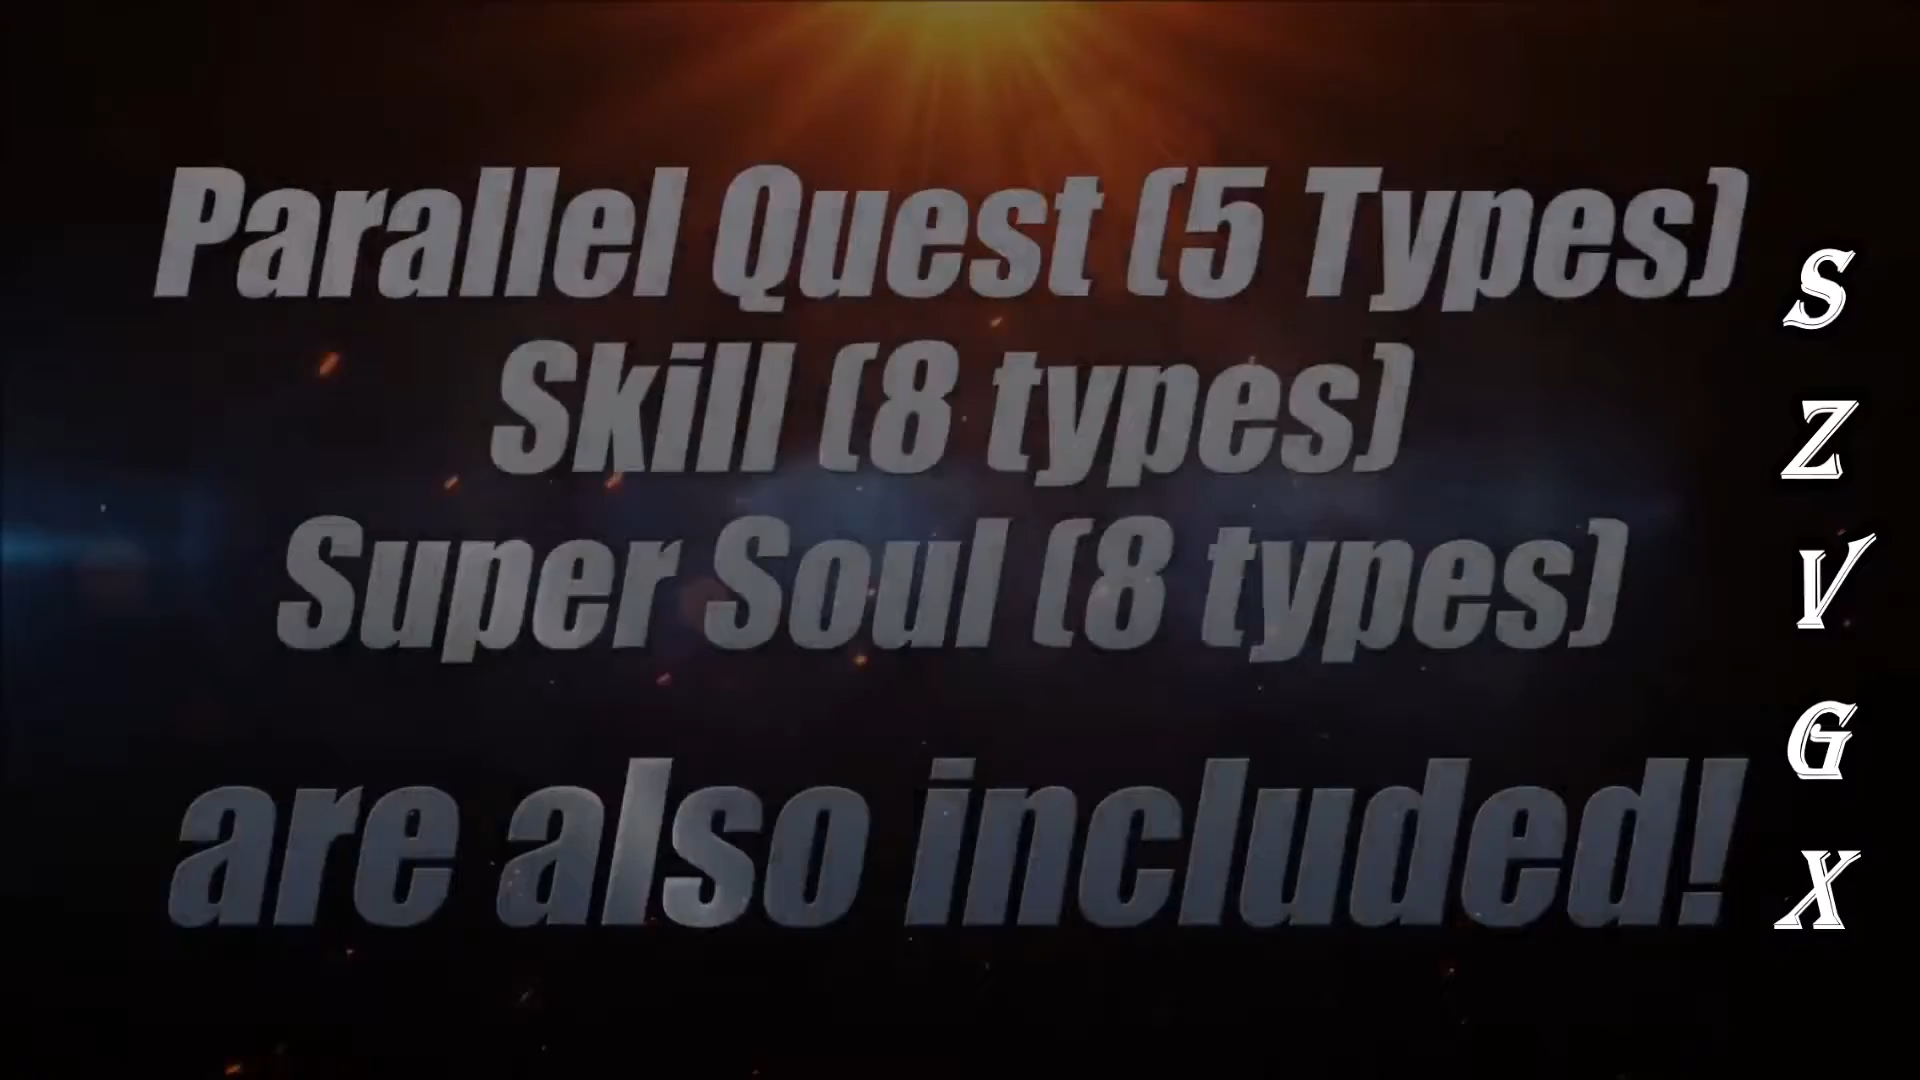 Parallel Quest (5 Types)
Skill (8 types)
Super Soul (8 types)
are also included!
S
Z
V
G
X